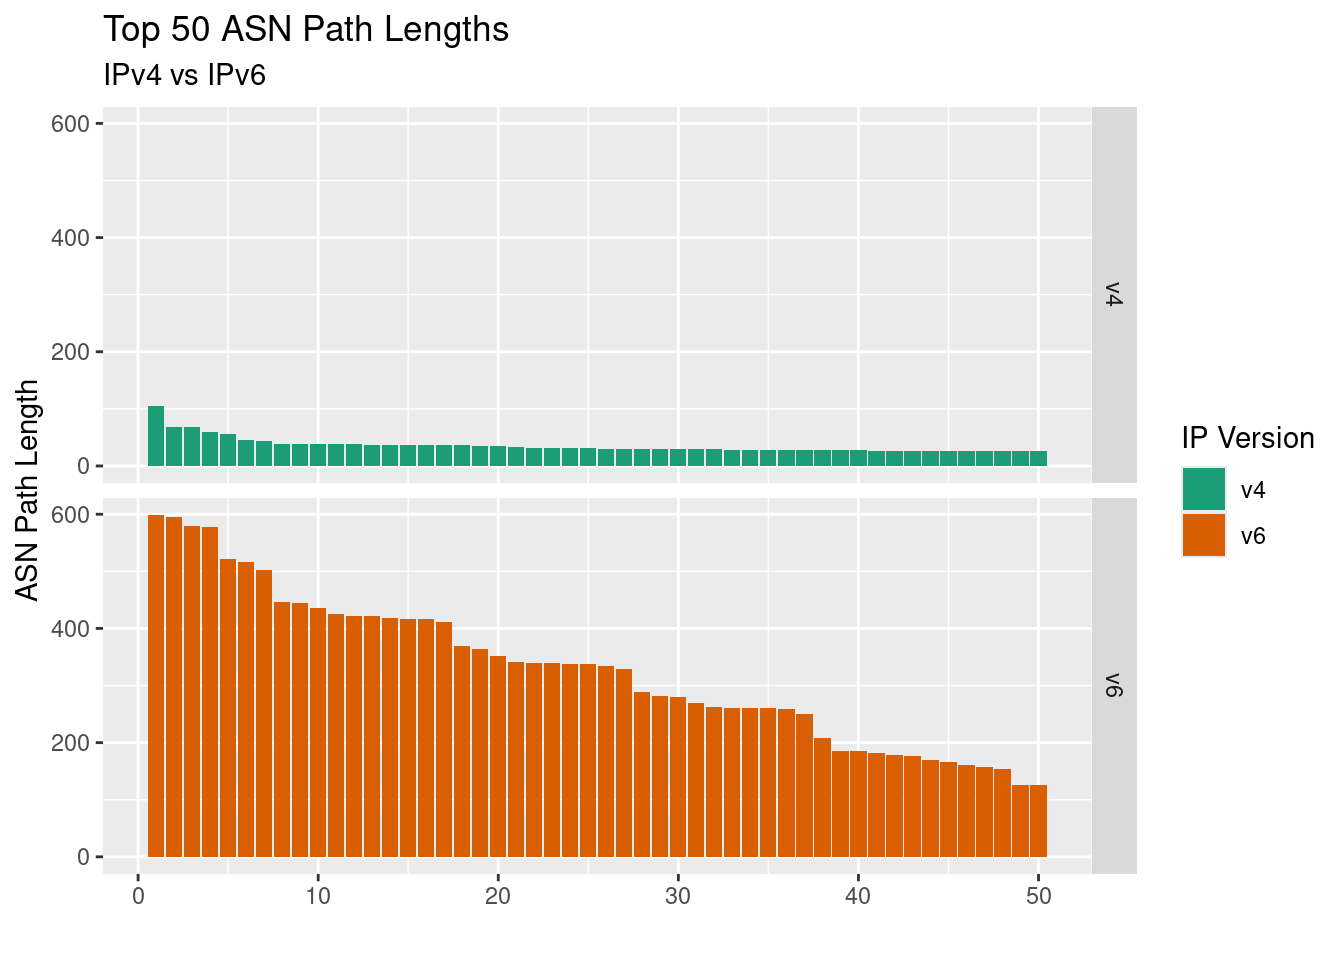 Top 50 ASN Path Lengths
IPv4 vs IPv6
ASN Path Length
600
400
200
0
v4
600
400
200
0
v6
0 10 20 30 40 50
IP Version
v4
v6